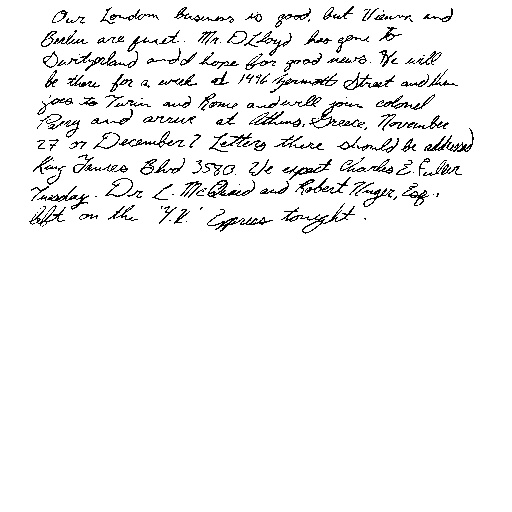 Our London business is good, but Vienna and
Berlin are quiet. Mr. D Lloyd has gone to
Switzerland and I hope for good news. He will
be there for a week at 1496 Zermott Street and then
goes to Turin and Rome and will join colonel
Parry and arrive at Athens, Greece, November
27 or December 2 Letters there should be addressed
King James Blvd 3580. We expect Charles E. Fuller
Tuesday. Dr L. McQuaid and Robert Unger, Esq.,
left on the 'Y.X.' Express tonight.